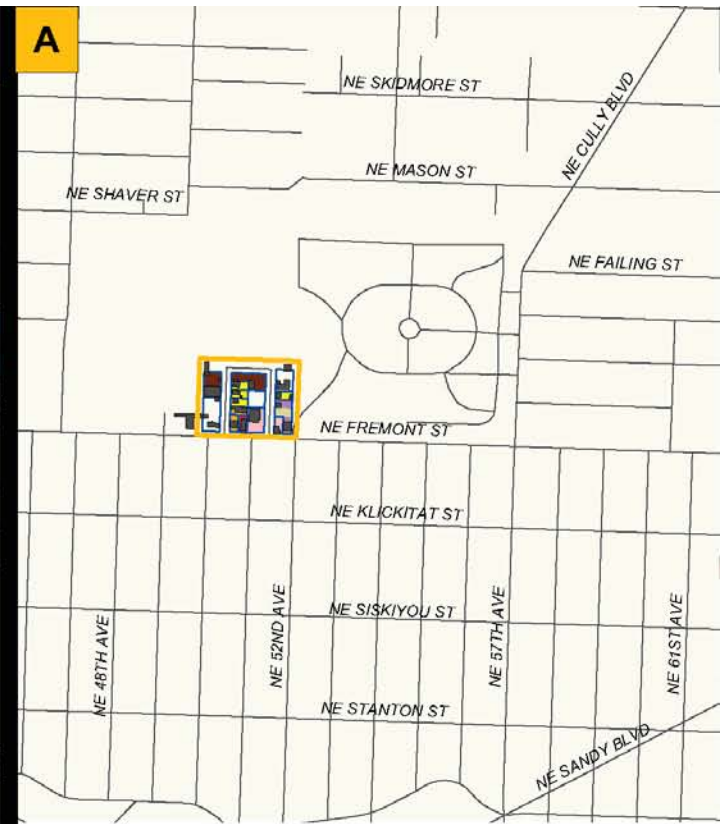 A
NE SKIDMORE ST
NE CULLY BLVD
NE MASON ST
NE SHAVER ST
NE FAILING ST
NE FREMONT ST
NE KLICKITAT ST
NE SISKIYOU ST
NE 48TH AVE
NE 52ND AVE
NE 57TH AVE
NE 61ST AVE
NE STANTON ST
NE SANDY BLVD